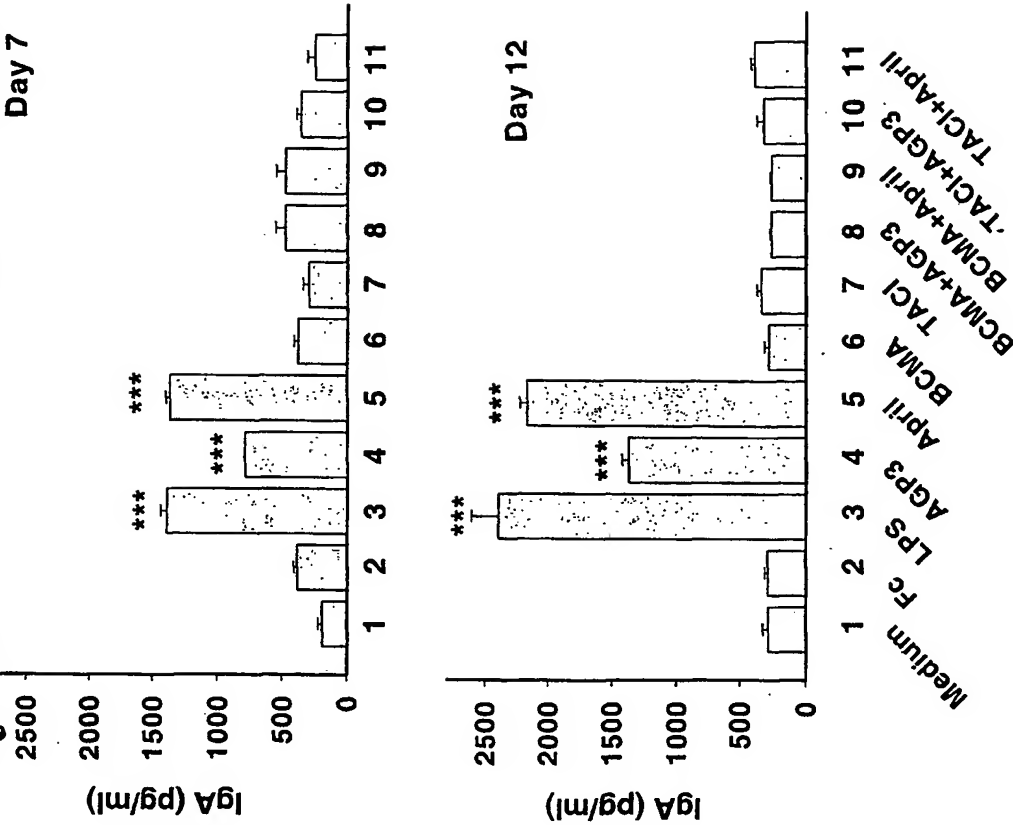 Day 7
IgA (pg/ml)
2500
2000
1500
1000
500
0
***
***
***
1 2 3 4 5 6 7 8 9 10 11
Day 12
IgA (pg/ml)
2500
2000
1500
1000
500
0
***
***
***
1 2 3 4 5 6 7 8 9 10 11
Medium
Fc
LPS
AGP3
April
BCMA
TACI
BCMA+AGP3
BCMA+April
TACI+AGP3
TACI+April